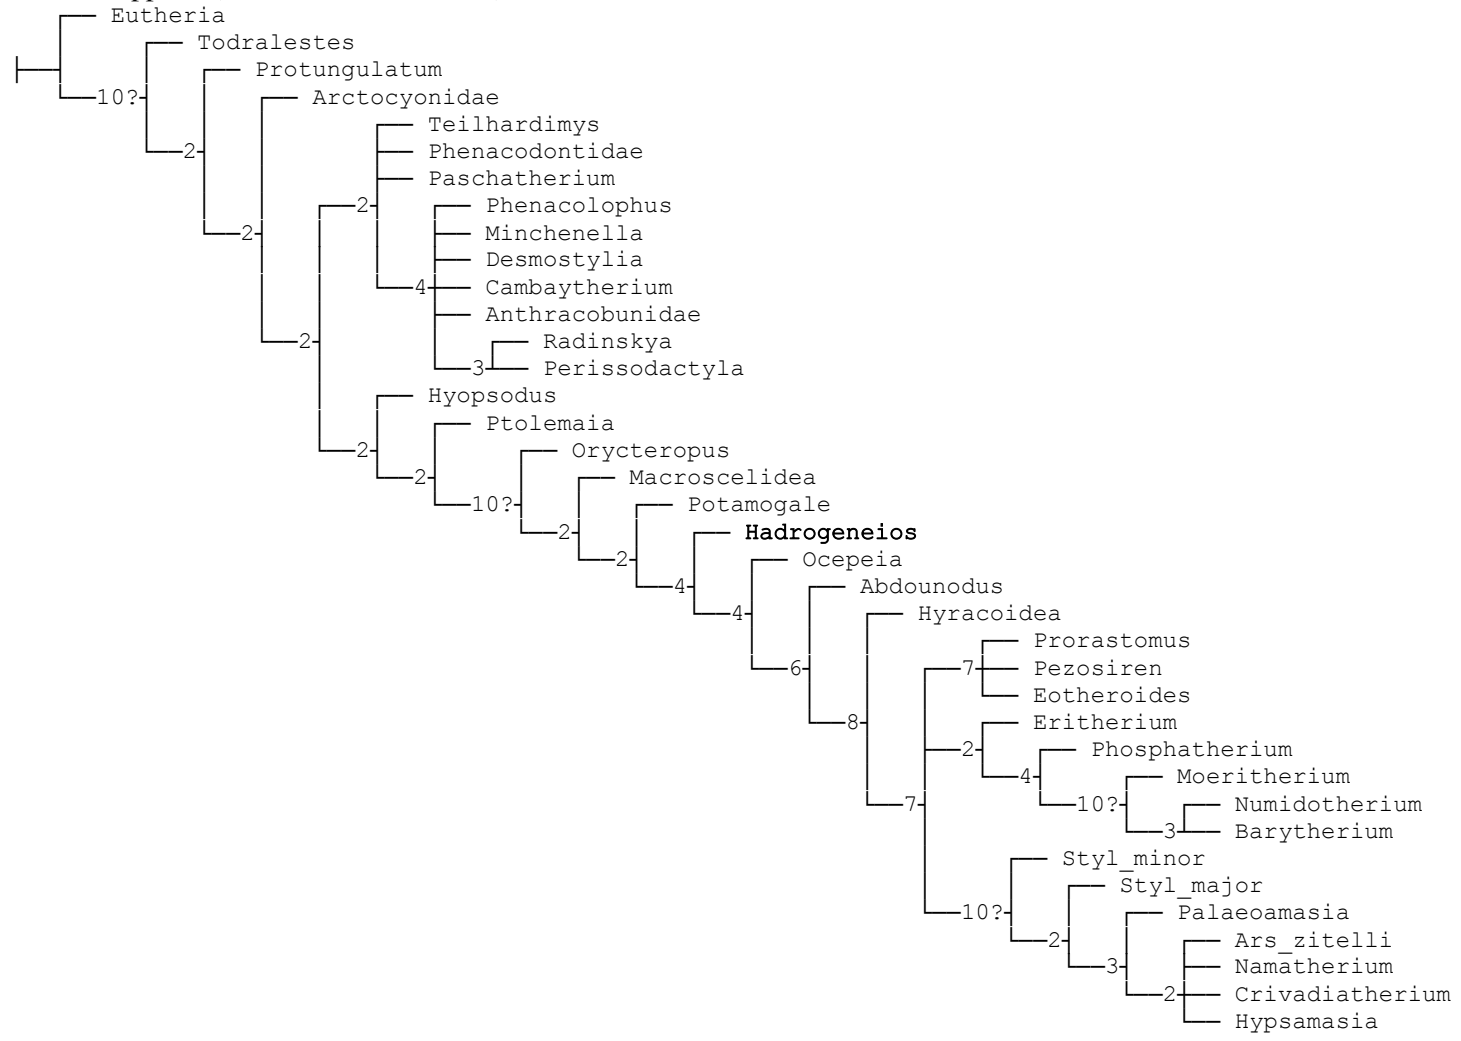 Eutheria
Todralestes
Protungulatum
10?
Arctocyonidae
Teilhardimys
2
Phenacodontidae
Paschatherium
2
Phenacolophus
2
Minchenella
Desmostylia
4
Cambaytherium
Anthracobunidae
2
Radinskya
3
Perissodactyla
Hyopsodus
Ptolemaia
2
Orycteropus
2
Macroscelidea
10?
Potamogale
2
Hadrogeneios
2
Ocepeia
4
Abdounodus
4
Hyracoidea
Prorastomus
6
7
Pezosiren
Eotheroides
8
Eritherium
2
Phosphatherium
4
Moeritherium
7
10?
Numidotherium
3
Barytherium
Styl_minor
Styl_major
10?
Palaeoamasia
2
Ars_zitelli
3
Namatherium
2
Crivadiatherium
Hypsamasia